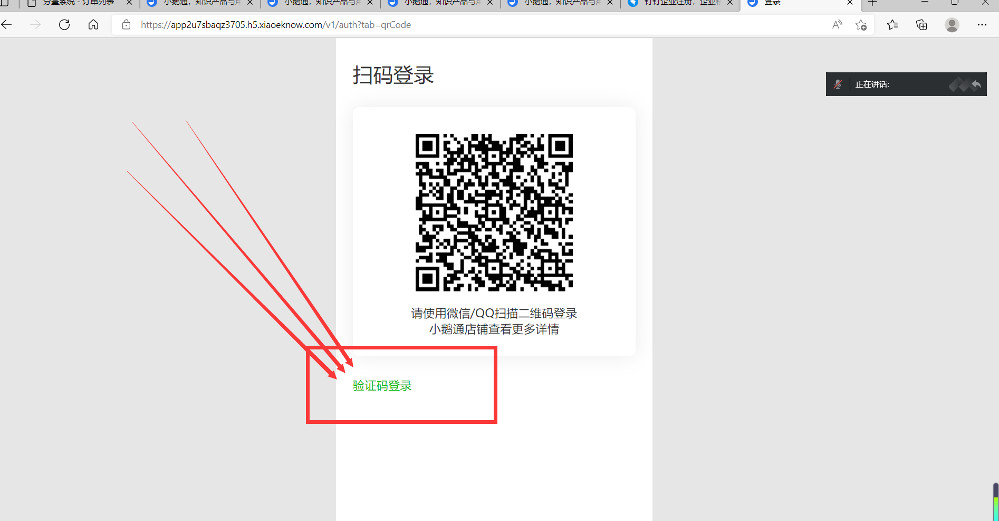 分量系统 - 订单列表
小鹅通，知识产品与用
小鹅通，知识产品与用
小鹅通，知识产品与用
小鹅通，知识产品与用
钉钉企业注册，企业移
登录
https://app2u7sbaqz3705.h5.xiaoeknow.com/v1/auth?tab=qrCode
扫码登录
正在讲话:
请使用微信/QQ扫描二维码登录
小鹅通店铺查看更多详情
验证码登录